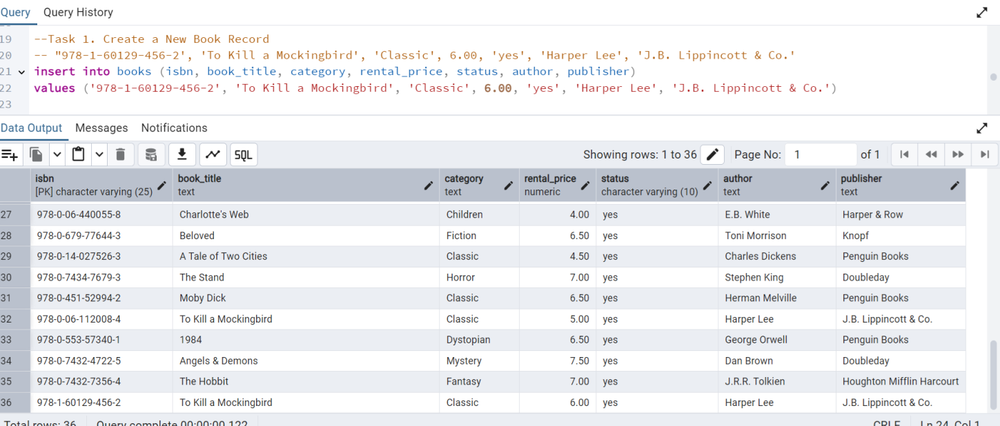 Query Query History
19 --Task 1. Create a New Book Record
20 -- "978-1-60129-456-2', 'To Kill a Mockingbird', 'Classic', 6.00, 'yes', 'Harper Lee', 'J.B. Lippincott & Co.'
21 insert into books (isbn, book_title, category, rental_price, status, author, publisher)
22 values ('978-1-60129-456-2', 'To Kill a Mockingbird', 'Classic', 6.00, 'yes', 'Harper Lee', 'J.B. Lippincott & Co.')
23
Data Output Messages Notifications
SQL Showing rows: 1 to 36 Page No: 1 of 1
isbn book_title category rental_price status author publisher
[PK] character varying (25) text text numeric character varying (10) text text
27 978-0-06-440055-8 Charlotte's Web Children 4.00 yes E.B. White Harper & Row
28 978-0-679-77644-3 Beloved Fiction 6.50 yes Toni Morrison Knopf
29 978-0-14-027526-3 A Tale of Two Cities Classic 4.50 yes Charles Dickens Penguin Books
30 978-0-7434-7679-3 The Stand Horror 7.00 yes Stephen King Doubleday
31 978-0-451-52994-2 Moby Dick Classic 6.50 yes Herman Melville Penguin Books
32 978-0-06-112008-4 To Kill a Mockingbird Classic 5.00 yes Harper Lee J.B. Lippincott & Co.
33 978-0-553-57340-1 1984 Dystopian 6.50 yes George Orwell Penguin Books
34 978-0-7432-4722-5 Angels & Demons Mystery 7.50 yes Dan Brown Doubleday
35 978-0-7432-7356-4 The Hobbit Fantasy 7.00 yes J.R.R. Tolkien Houghton Mifflin Harcourt
36 978-1-60129-456-2 To Kill a Mockingbird Classic 6.00 yes Harper Lee J.B. Lippincott & Co.
Total rows: 36 Query complete 00:00:00.122 CRLF Ln 24, Col 1